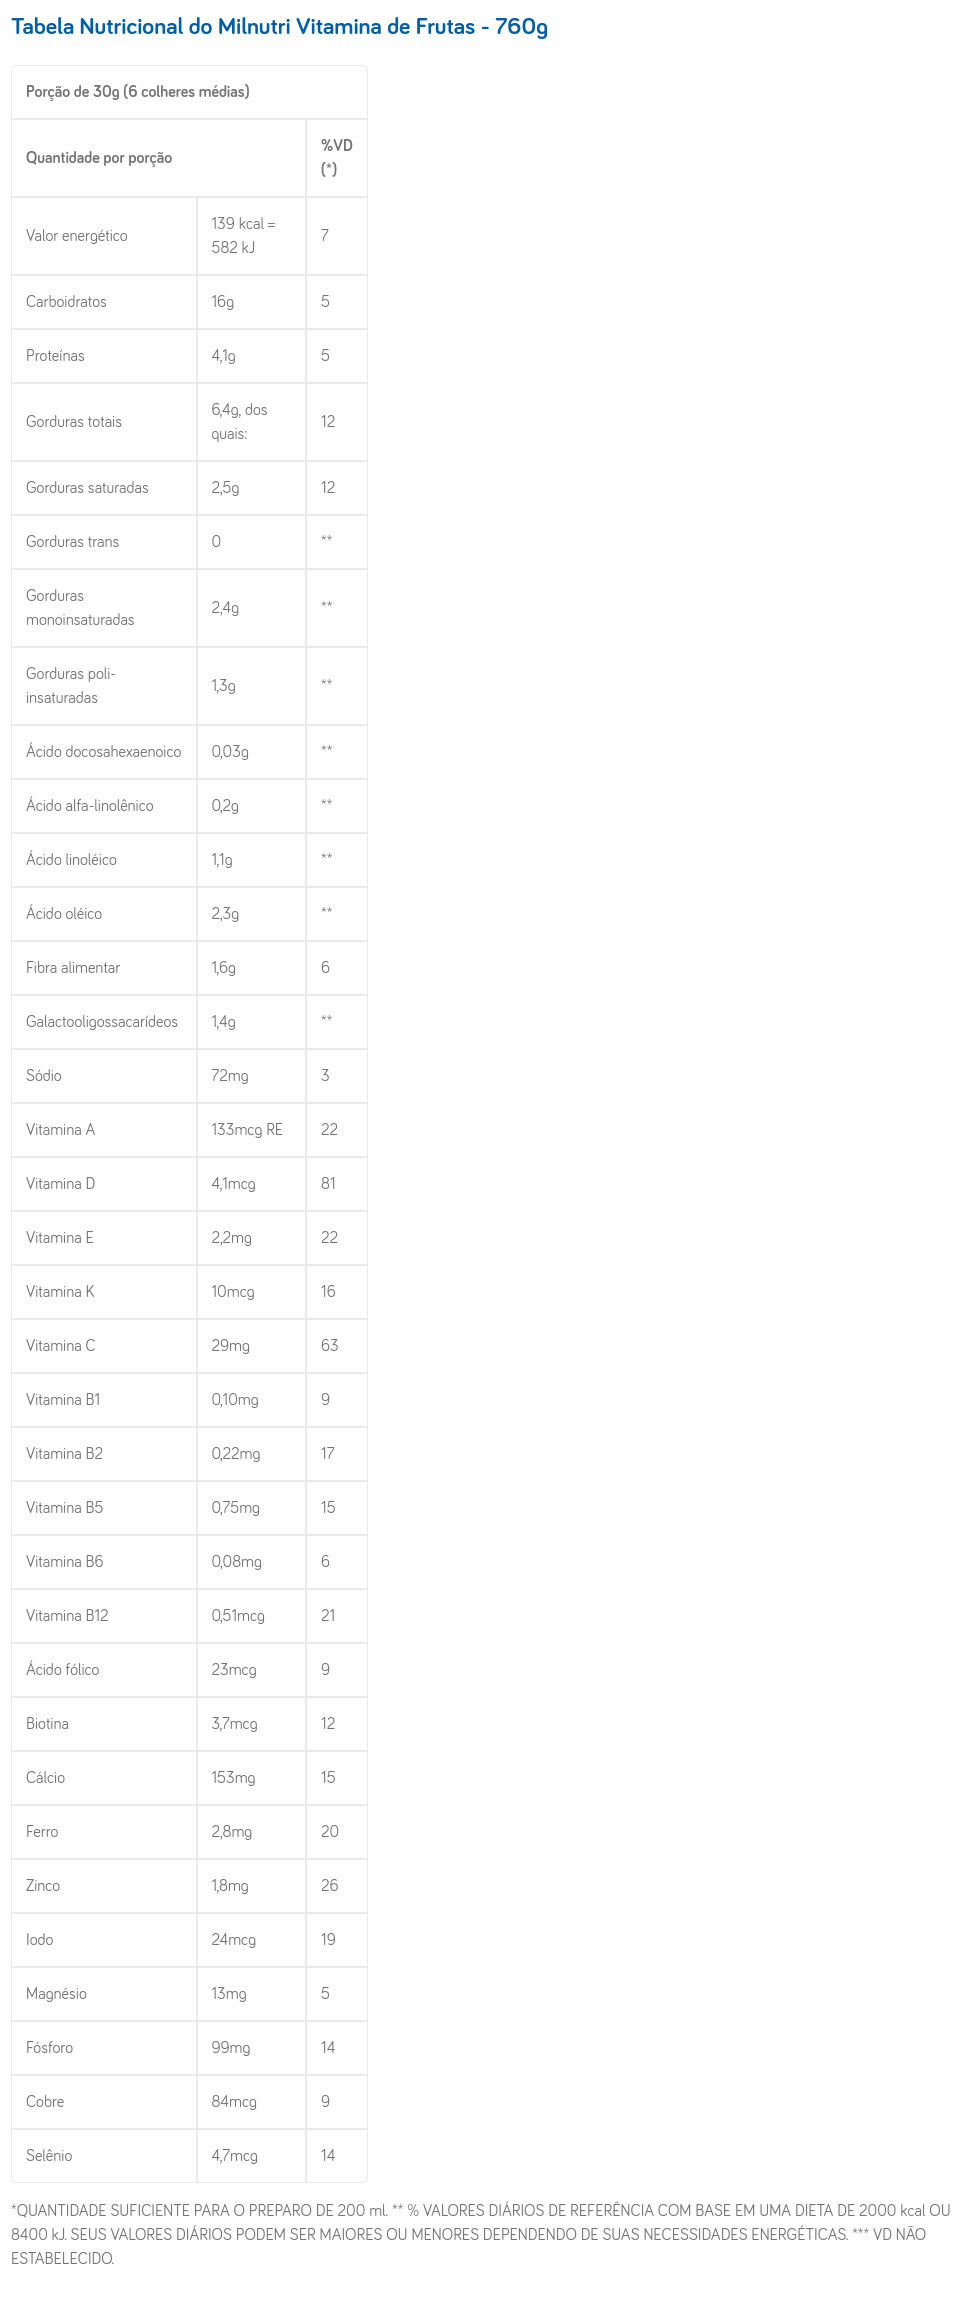 Tabela Nutricional do Milnutri Vitamina de Frutas - 760g
Porção de 30g (6 colheres médias)
Quantidade por porção %VD (*)
Valor energético 139 kcal = 582 kJ 7
Carboidratos 16g 5
Proteínas 4,1g 5
Gorduras totais 6,4g, dos quais: 12
Gorduras saturadas 2,5g 12
Gorduras trans 0 **
Gorduras monoinsaturadas 2,4g **
Gorduras poli-insaturadas 1,3g **
Ácido docosahexaenoico 0,03g **
Ácido alfa-linolênico 0,2g **
Ácido linoléico 1,1g **
Ácido oléico 2,3g **
Fibra alimentar 1,6g 6
Galactooligossacarídeos 1,4g **
Sódio 72mg 3
Vitamina A 133mcg RE 22
Vitamina D 4,1mcg 81
Vitamina E 2,2mg 22
Vitamina K 10mcg 16
Vitamina C 29mg 63
Vitamina B1 0,10mg 9
Vitamina B2 0,22mg 17
Vitamina B5 0,75mg 15
Vitamina B6 0,08mg 6
Vitamina B12 0,51mcg 21
Ácido fólico 23mcg 9
Biotina 3,7mcg 12
Cálcio 153mg 15
Ferro 2,8mg 20
Zinco 1,8mg 26
Iodo 24mcg 19
Magnésio 13mg 5
Fósforo 99mg 14
Cobre 84mcg 9
Selênio 4,7mcg 14
*QUANTIDADE SUFICIENTE PARA O PREPARO DE 200 ml. ** % VALORES DIÁRIOS DE REFERÊNCIA COM BASE EM UMA DIETA DE 2000 kcal OU
8400 kJ. SEUS VALORES DIÁRIOS PODEM SER MAIORES OU MENORES DEPENDENDO DE SUAS NECESSIDADES ENERGÉTICAS. *** VD NÃO
ESTABELECIDO.